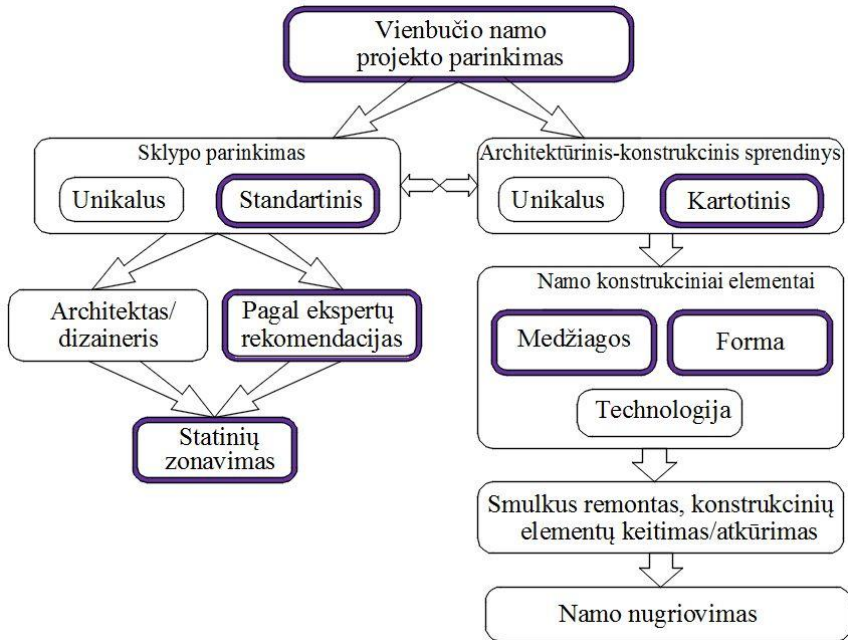 Vienbučio namo
projekto parinkimas
Sklypo parinkimas
Unikalus
Standartinis
Architektūrinis-konstrukcinis sprendinys
Unikalus
Kartotinis
Architektas/
dizaineris
Pagal ekspertų
rekomendacijas
Statinių
zonavimas
Namo konstrukciniai elementai
Medžiagos
Forma
Technologija
Smulkus remontas, konstrukcinių
elementų keitimas/atkūrimas
Namo nugriovimas